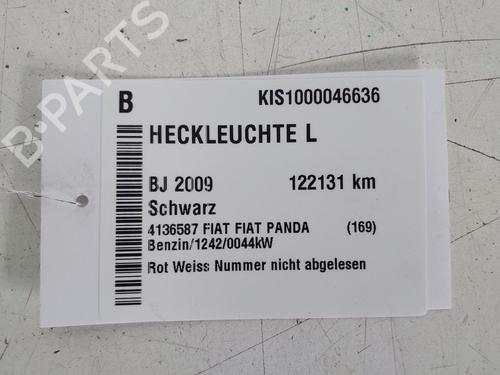 B KIS1000046636
HECKLEUCHTE L
BJ 2009 122131 km
Schwarz
4136587 FIAT FIAT PANDA (169)
Benzin/1242/0044kW
Rot Weiss Nummer nicht abgelesen
B-PARTS